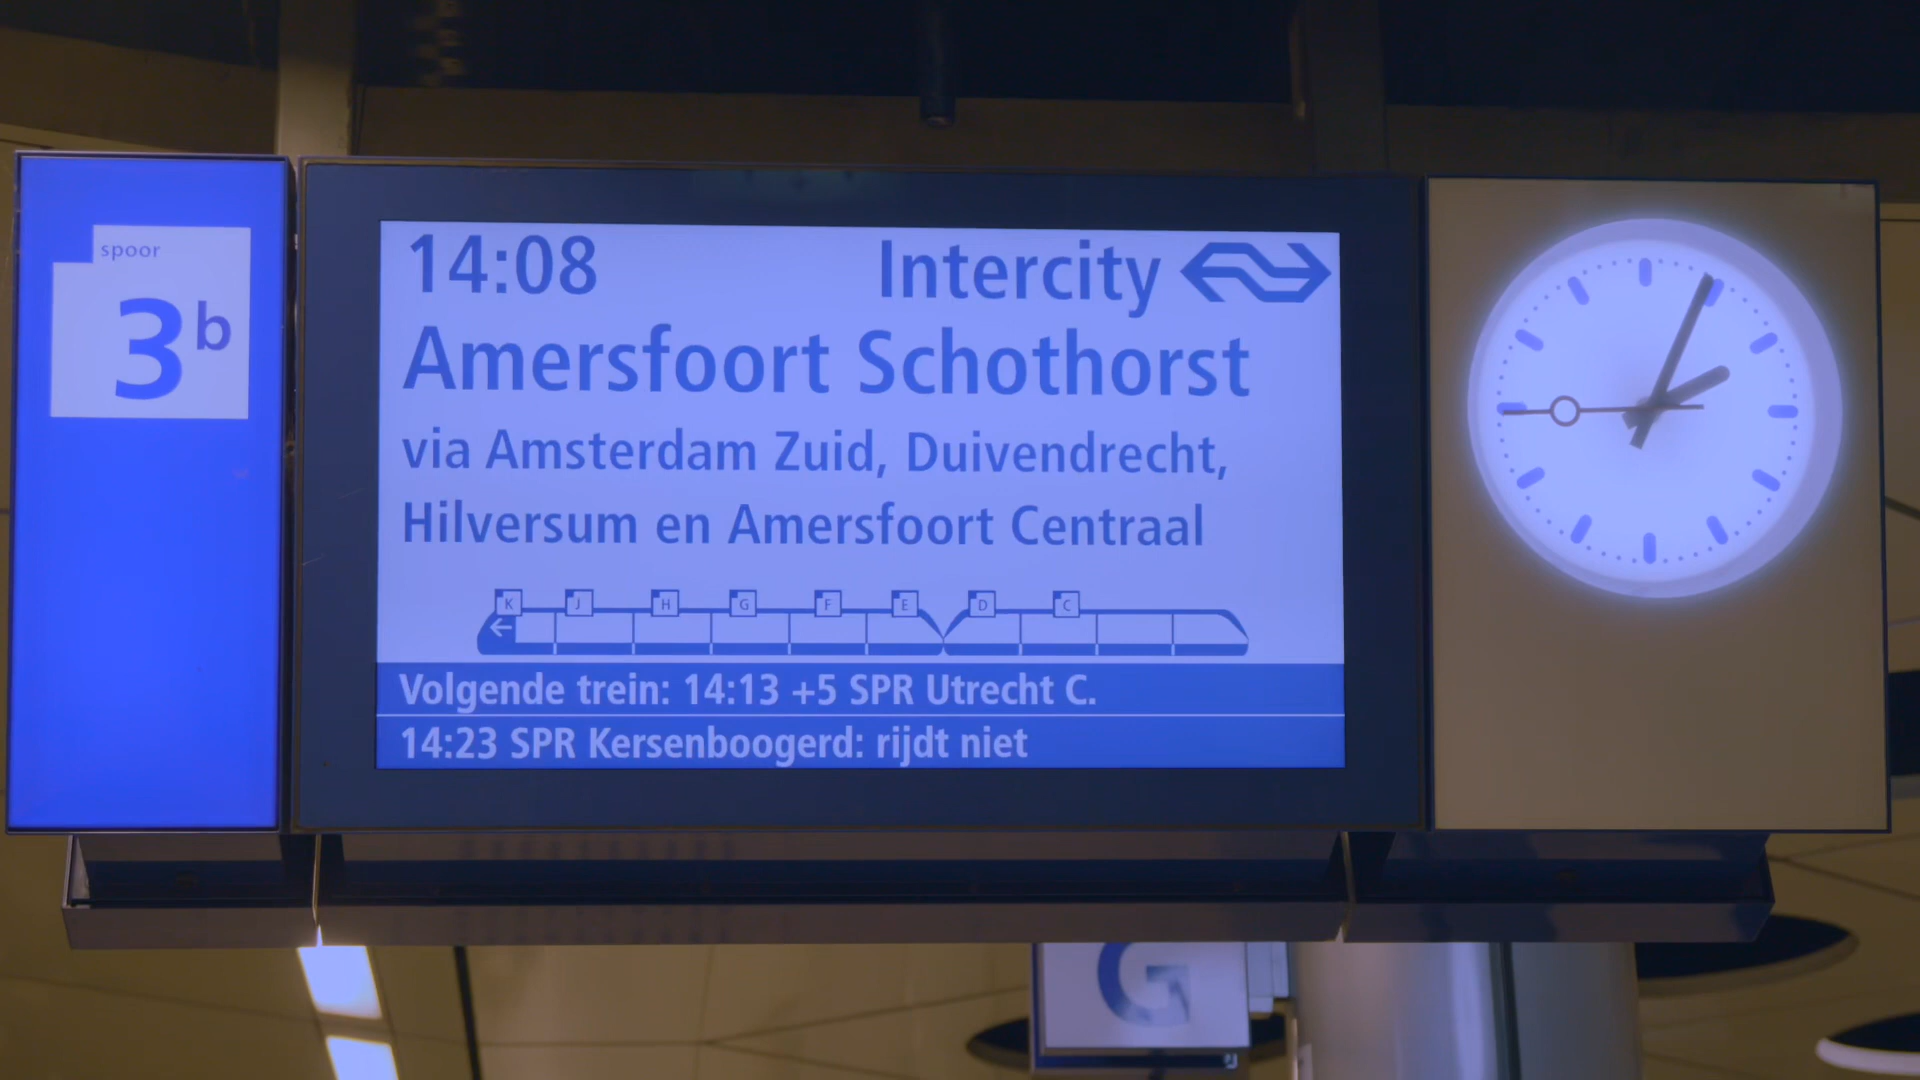 spoor
3b
14:08 Intercity
Amersfoort Schothorst
via Amsterdam Zuid, Duivendrecht,
Hilversum en Amersfoort Centraal
K J H G F E D C
Volgende trein: 14:13 +5 SPR Utrecht C.
14:23 SPR Kersenboogerd: rijdt niet
G